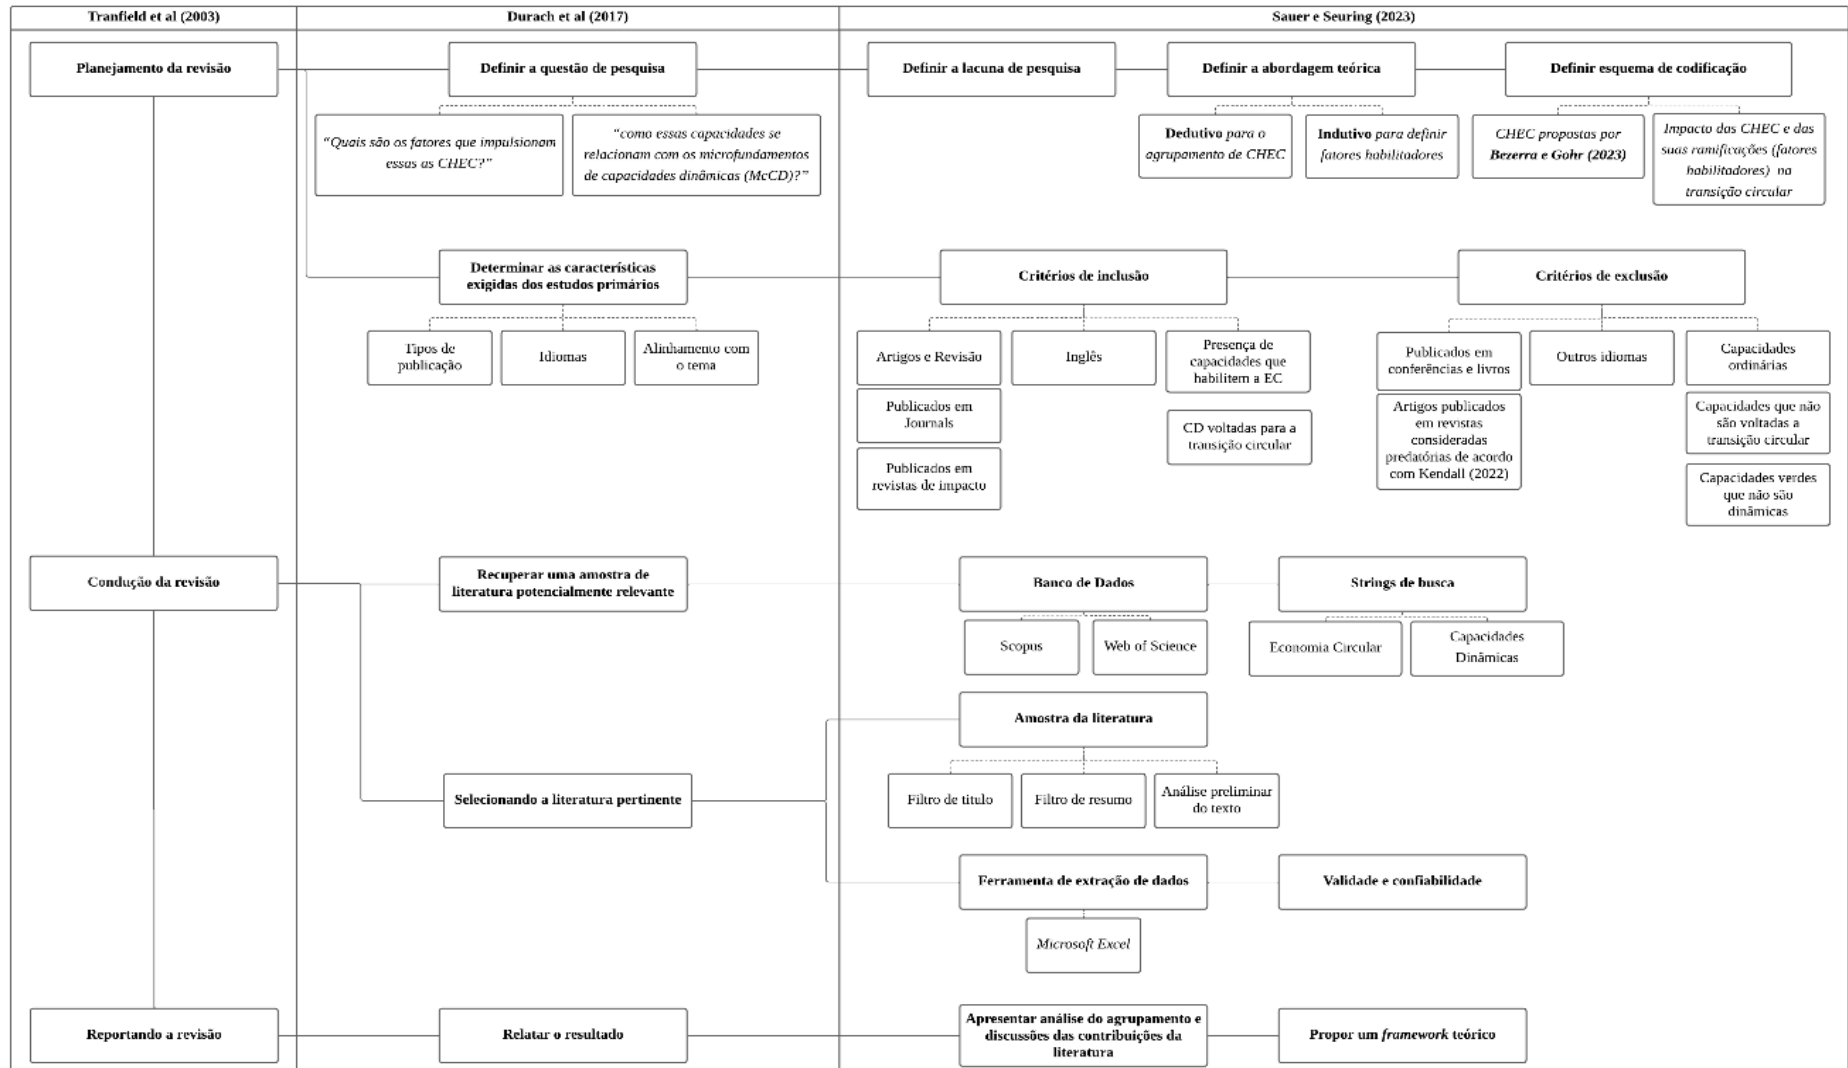 Tranfield et al (2003)
Durach et al (2017)
Sauer e Seuring (2023)
Planejamento da revisão
Definir a questão de pesquisa
Definir a lacuna de pesquisa
Definir a abordagem teórica
Definir esquema de codificação
“Quais são os fatores que impulsionam
essas as CHEC?”
“como essas capacidades se
relacionam com os microfundamentos
de capacidades dinâmicas (McCD)?”
Dedutivo para o
agrupamento de CHEC
Indutivo para definir
fatores habilitadores
CHEC propostas por
Bezerra e Gohr (2023)
Impacto das CHEC e das
suas ramificações (fatores
habilitadores) na
transição circular
Determinar as características
exigidas dos estudos primários
Critérios de inclusão
Critérios de exclusão
Tipos de
publicação
Idiomas
Alinhamento com
o tema
Artigos e Revisão
Inglês
Presença de
capacidades que
habilitem a EC
Publicados em
conferências e livros
Outros idiomas
Capacidades
ordinárias
Publicados em
Journals
CD voltadas para a
transição circular
Artigos publicados
em revistas
consideradas
predatórias de acordo
com Kendall (2022)
Capacidades que não
são voltadas a
transição circular
Publicados em
revistas de impacto
Capacidades verdes
que não são
dinâmicas
Condução da revisão
Recuperar uma amostra de
literatura potencialmente relevante
Banco de Dados
Strings de busca
Scopus
Web of Science
Economia Circular
Capacidades
Dinâmicas
Amostra da literatura
Selecionando a literatura pertinente
Filtro de título
Filtro de resumo
Análise preliminar
do texto
Ferramenta de extração de dados
Validade e confiabilidade
Microsoft Excel
Reportando a revisão
Relatar o resultado
Apresentar análise do agrupamento e
discussões das contribuições da
literatura
Propor um framework teórico